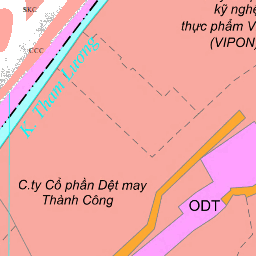 SKC
kỹ nghệ
thực phẩm V
(VIPON)
CCC
K. Tham Lương
C.ty Cổ phần Dệt may
Thành Công
ODT